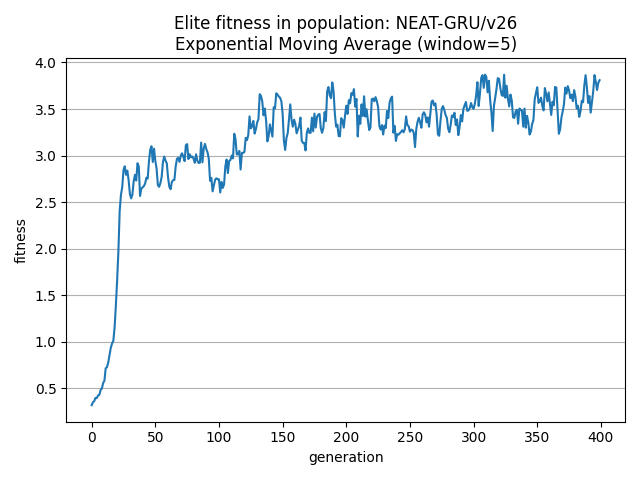 Elite fitness in population: NEAT-GRU/v26
Exponential Moving Average (window=5)
fitness
4.0
3.5
3.0
2.5
2.0
1.5
1.0
0.5
0 50 100 150 200 250 300 350 400
generation